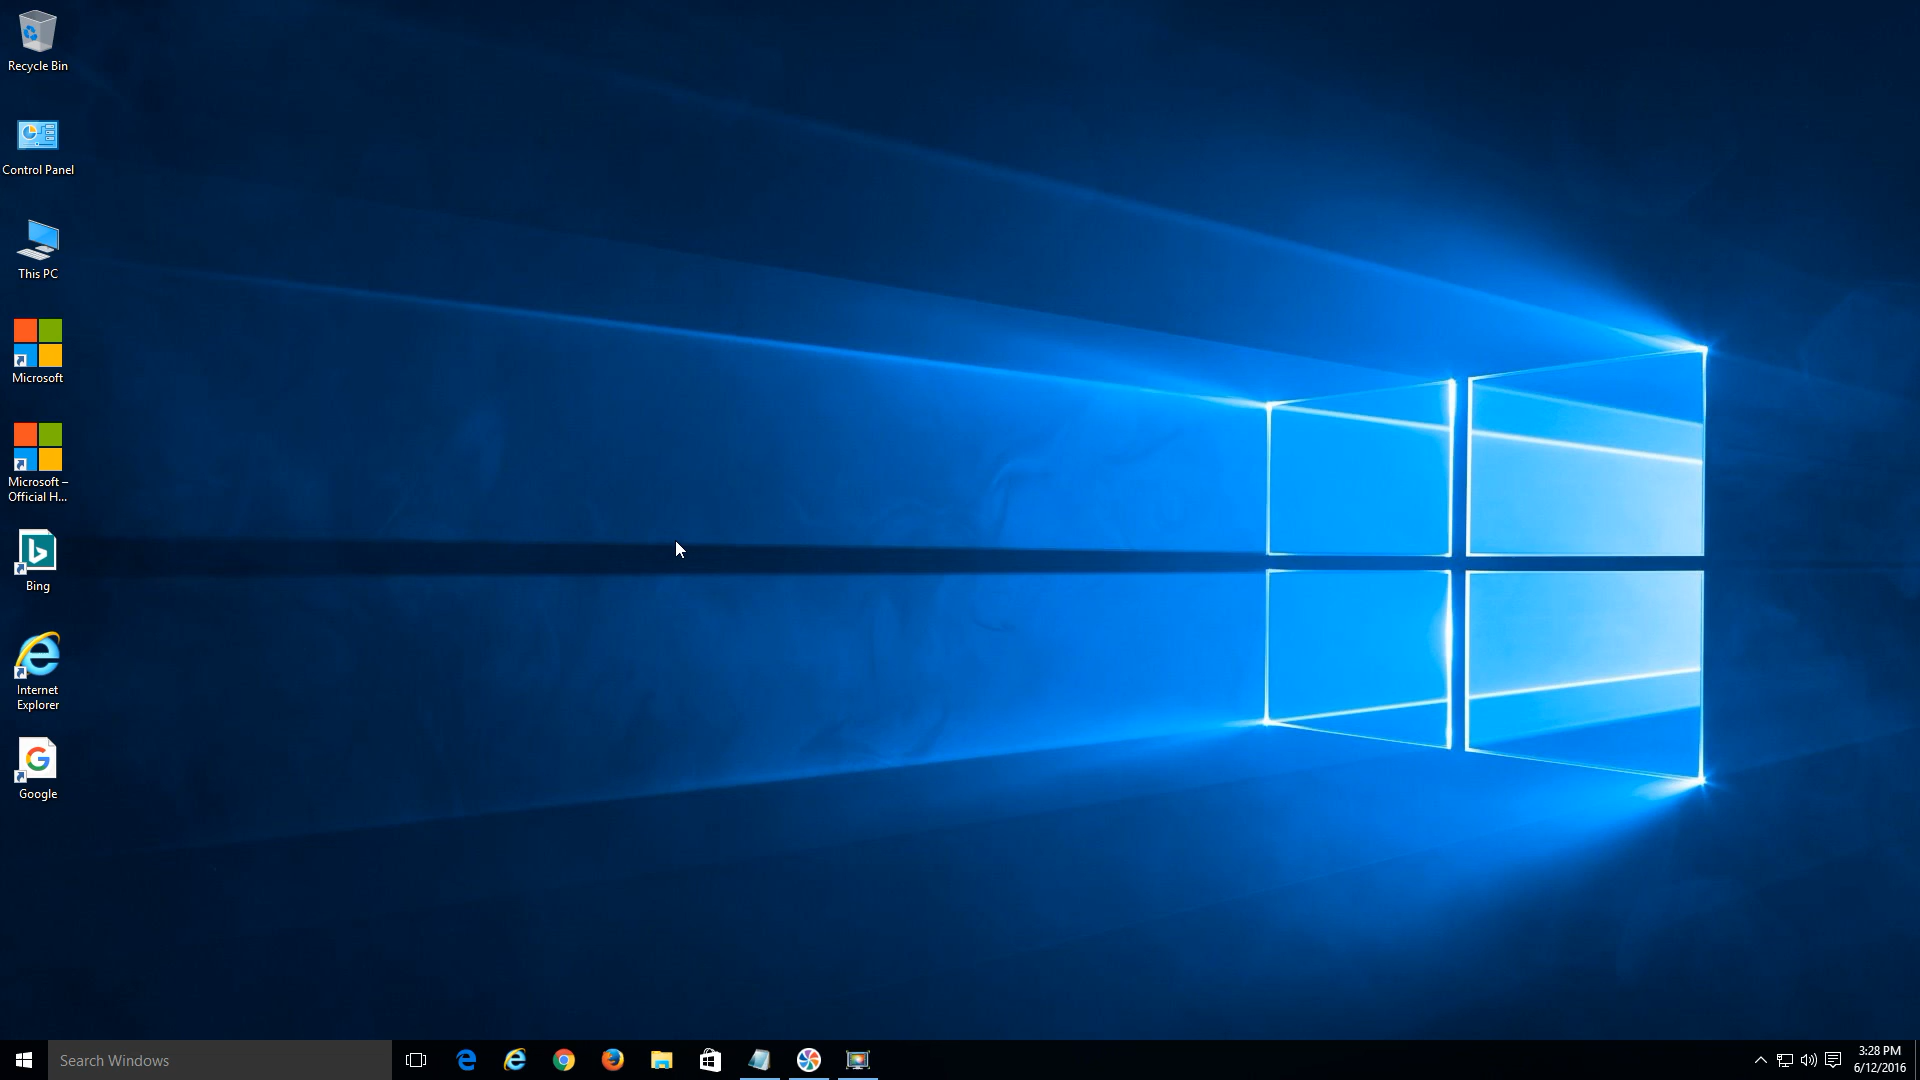 Recycle Bin
Control Panel
This PC
Microsoft
Microsoft –
Official H...
Bing
Internet
Explorer
Google
Search Windows
3:28 PM
6/12/2016